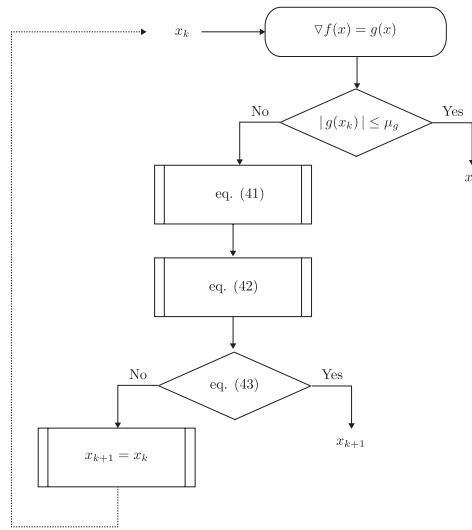 x_k
▽f(x) = g(x)
No
| g(x_k) | ≤ μ_g
Yes
x
eq. (41)
eq. (42)
No
eq. (43)
Yes
x_{k+1}
x_{k+1} = x_k